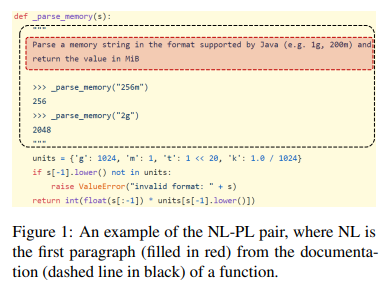 def _parse_memory(s):
"""
Parse a memory string in the format supported by Java (e.g. 1g, 200m) and
return the value in MiB
>>> _parse_memory("256m")
256
>>> _parse_memory("2g")
2048
"""
units = {'g': 1024, 'm': 1, 't': 1 << 20, 'k': 1.0 / 1024}
if s[-1].lower() not in units:
raise ValueError("invalid format: " + s)
return int(float(s[:-1]) * units[s[-1].lower()])
Figure 1: An example of the NL-PL pair, where NL is
the first paragraph (filled in red) from the documenta-
tion (dashed line in black) of a function.